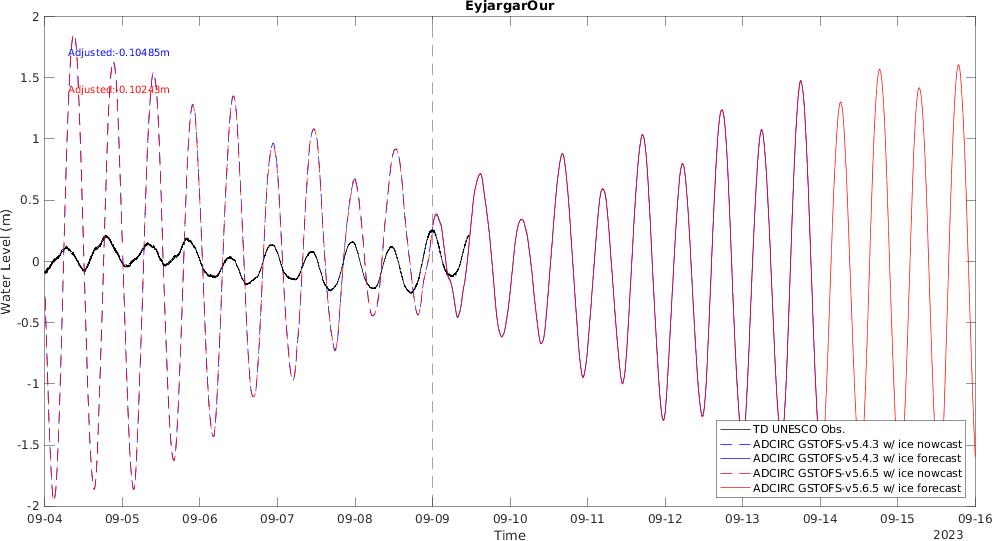 EyjargarOur
Adjusted:-0.10485m
Adjusted:-0.10243m
Water Level (m)
2
1.5
1
0.5
0
-0.5
-1
-1.5
-2
TD UNESCO Obs.
ADCIRC GSTOFS-v5.4.3 w/ ice nowcast
ADCIRC GSTOFS-v5.4.3 w/ ice forecast
ADCIRC GSTOFS-v5.6.5 w/ ice nowcast
ADCIRC GSTOFS-v5.6.5 w/ ice forecast
09-04 09-05 09-06 09-07 09-08 09-09 09-10 09-11 09-12 09-13 09-14 09-15 09-16
Time
2023